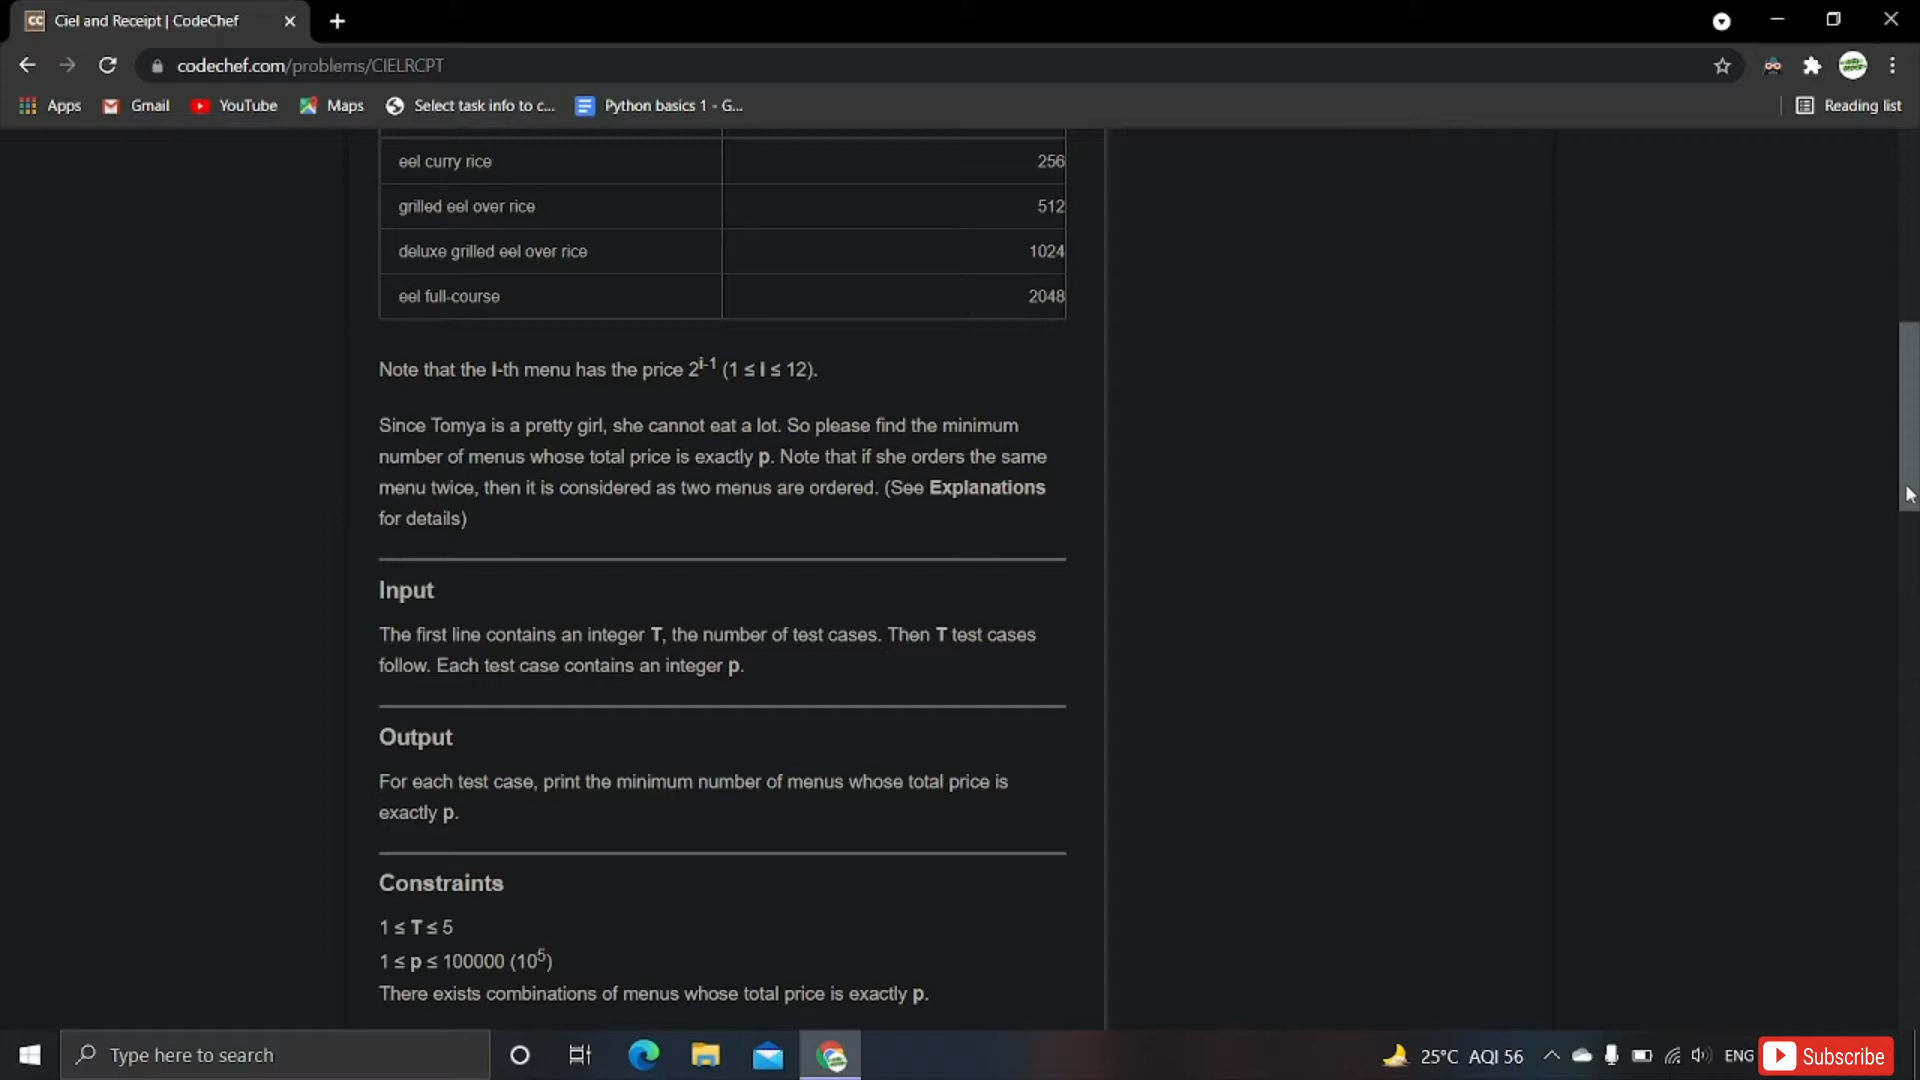 CC Ciel and Receipt | CodeChef
codechef.com/problems/CIELRCPT
Apps Gmail YouTube Maps Select task info to c... Python basics 1 - G... Reading list
eel curry rice 256
grilled eel over rice 512
deluxe grilled eel over rice 1024
eel full-course 2048
Note that the i-th menu has the price 2^i-1 (1 ≤ i ≤ 12).
Since Tomya is a pretty girl, she cannot eat a lot. So please find the minimum
number of menus whose total price is exactly p. Note that if she orders the same
menu twice, then it is considered as two menus are ordered. (See Explanations
for details)
Input
The first line contains an integer T, the number of test cases. Then T test cases
follow. Each test case contains an integer p.
Output
For each test case, print the minimum number of menus whose total price is
exactly p.
Constraints
1 ≤ T ≤ 5
1 ≤ p ≤ 100000 (10^5)
There exists combinations of menus whose total price is exactly p.
Type here to search 25°C AQI 56 ENG Subscribe